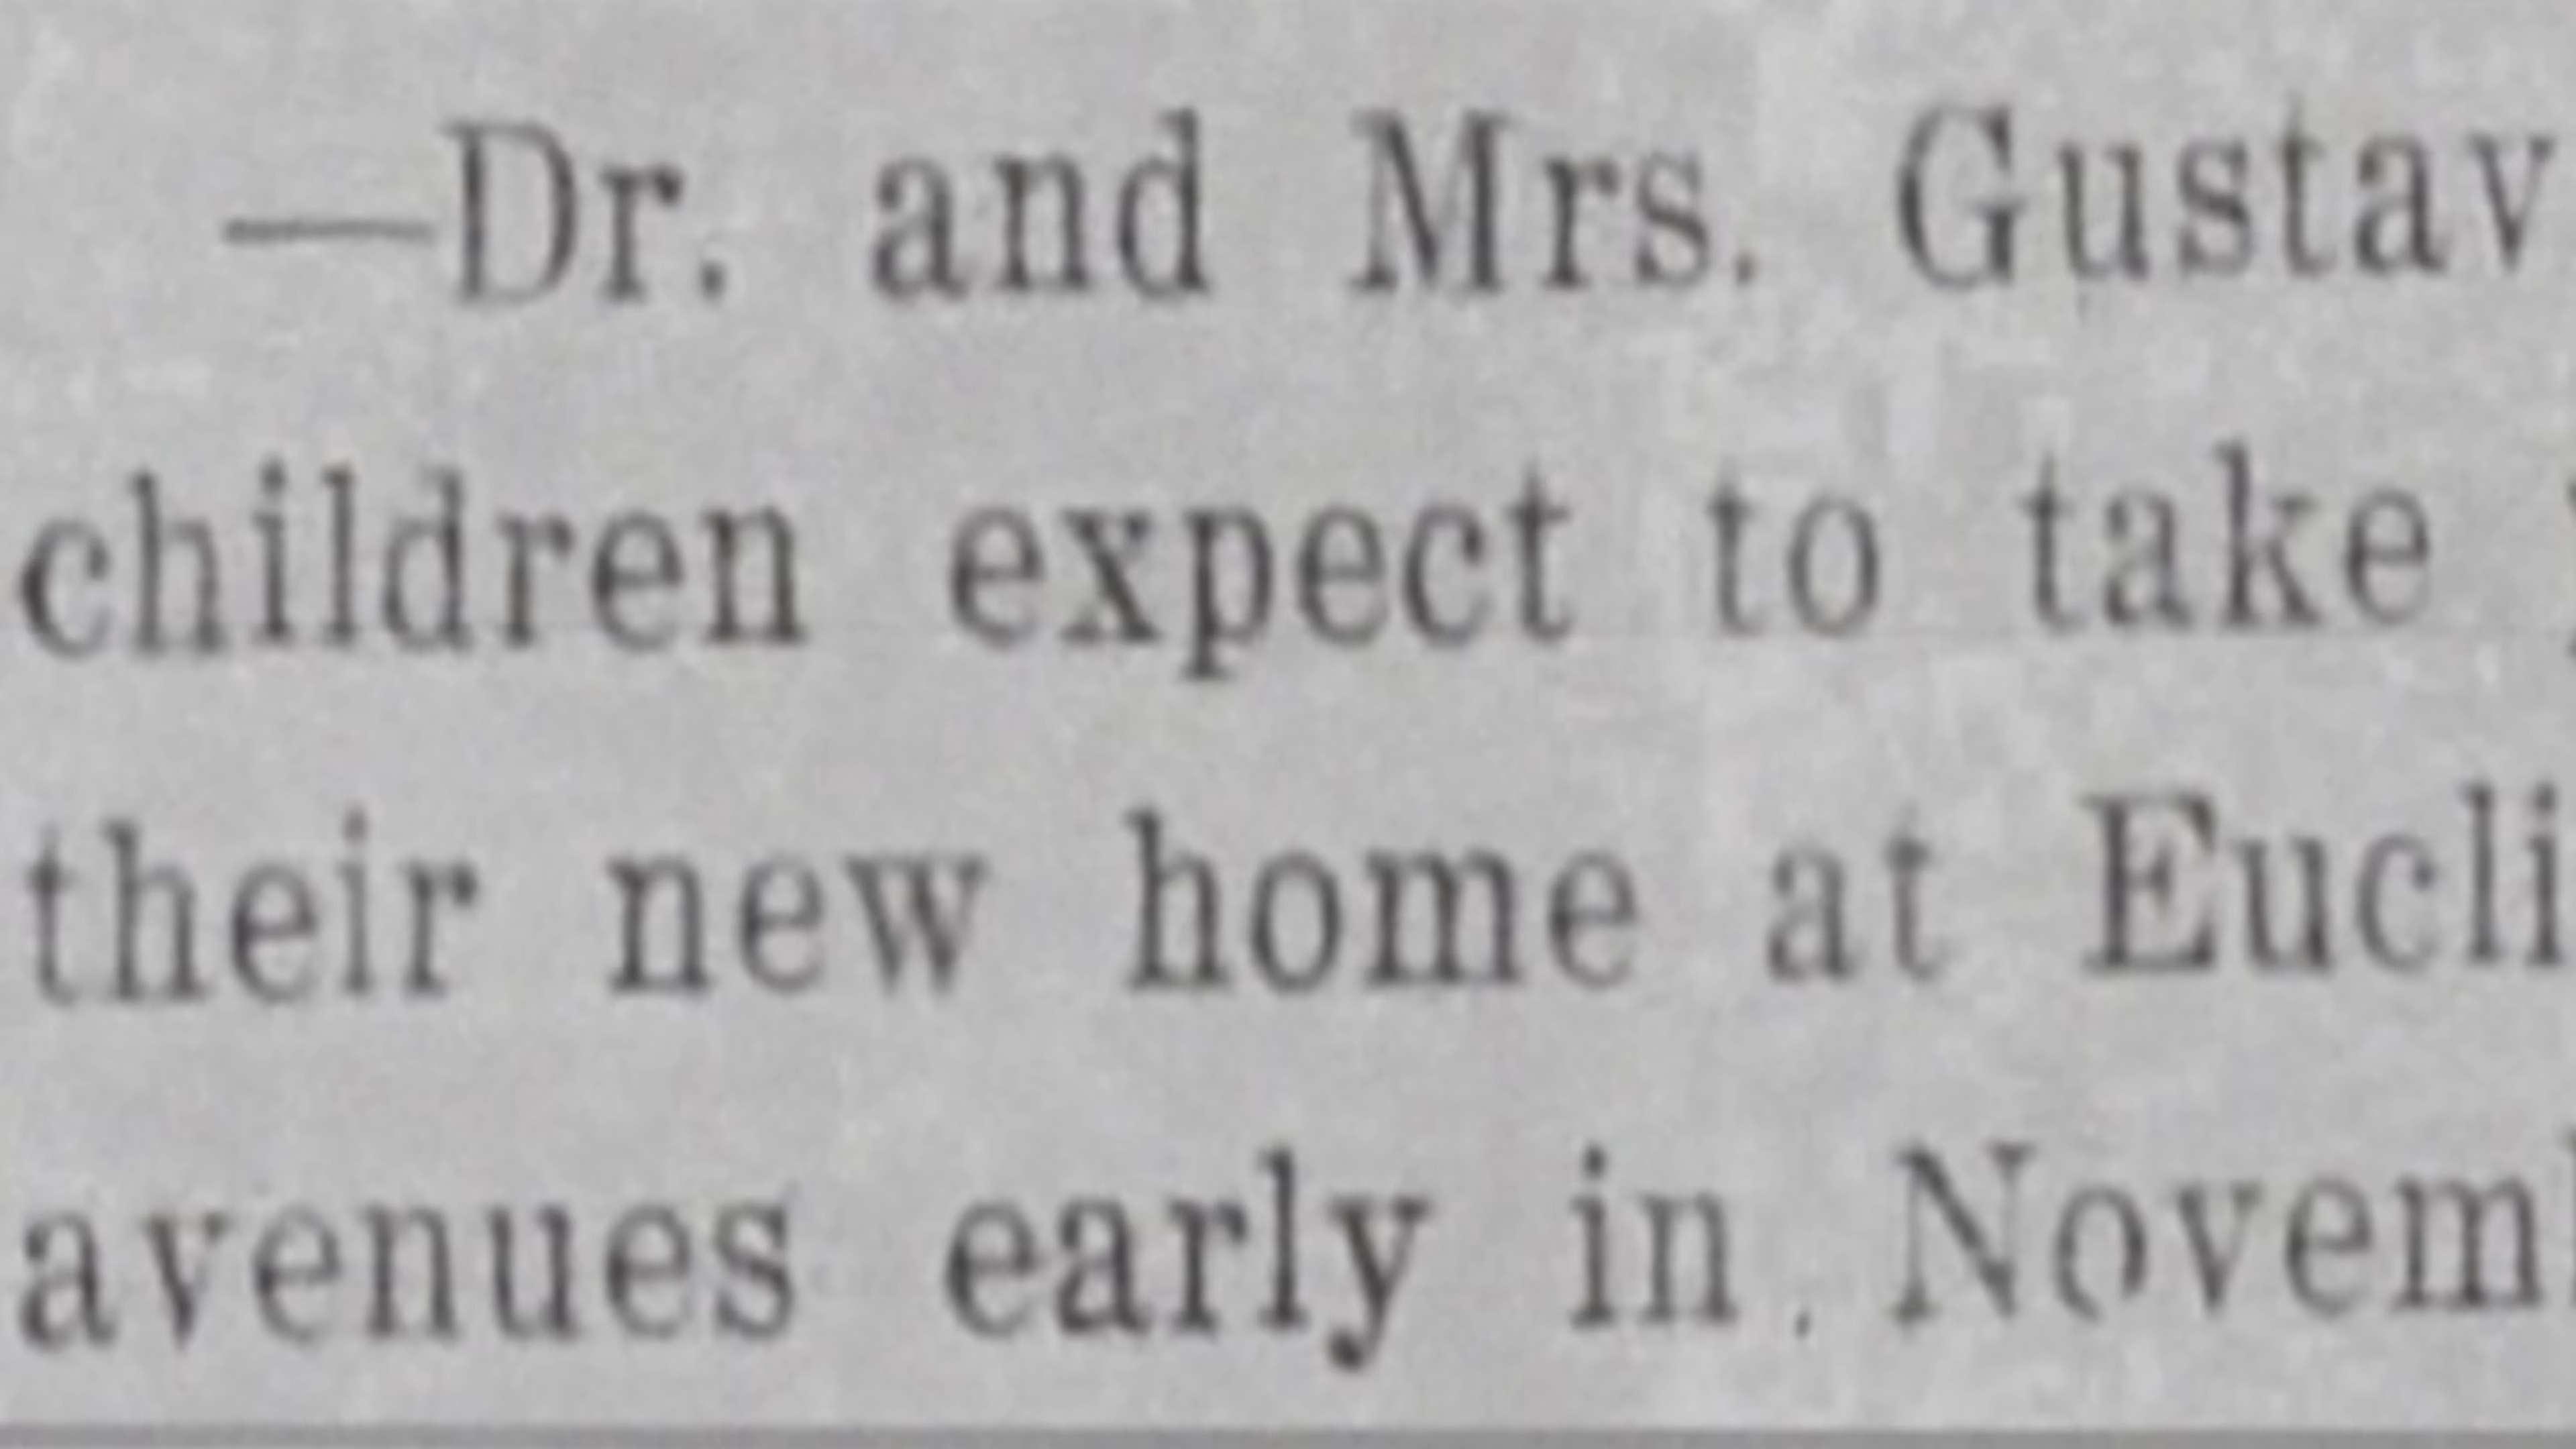 —Dr. and Mrs. Gustav
children expect to take
their new home at Eucli
avenues early in Novem